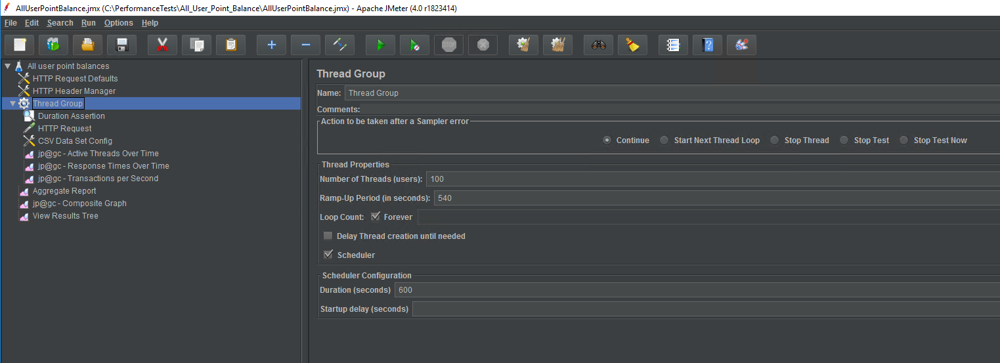 AllUserPointBalance.jmx (C:\PerformanceTests\All_User_Point_Balance\AllUserPointBalance.jmx) - Apache JMeter (4.0 r1823414)
File Edit Search Run Options Help
STOP
All user point balances
HTTP Request Defaults
HTTP Header Manager
Thread Group
Duration Assertion
HTTP Request
CSV Data Set Config
jp@gc - Active Threads Over Time
jp@gc - Response Times Over Time
jp@gc - Transactions per Second
Aggregate Report
jp@gc - Composite Graph
View Results Tree
Thread Group
Name: Thread Group
Comments:
Action to be taken after a Sampler error
Continue Start Next Thread Loop Stop Thread Stop Test Stop Test Now
Thread Properties
Number of Threads (users): 100
Ramp-Up Period (in seconds): 540
Loop Count: Forever
Delay Thread creation until needed
Scheduler
Scheduler Configuration
Duration (seconds) 600
Startup delay (seconds)